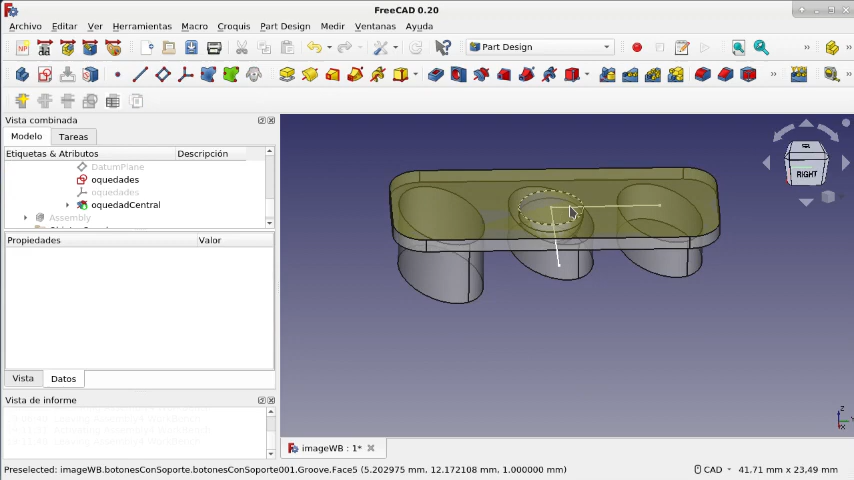 FreeCAD 0.20
Archivo Editar Ver Herramientas Macro Croquis Part Design Medir Ventanas Ayuda
Part Design
Vista combinada
Modelo Tareas
Etiquetas & Atributos Descripción
DatumPlane
oquedades
oquedades
oquedadCentral
Assembly
Propiedades Valor
Vista Datos
Vista de informe
RIGHT
Z
imageWB : 1*
Preselected: imageWB.botonesConSoporte.botonesConSoporte001.Groove.Face5 (5.202975 mm, 12.172108 mm, 1.000000 mm)
CAD 41.71 mm x 23,49 mm